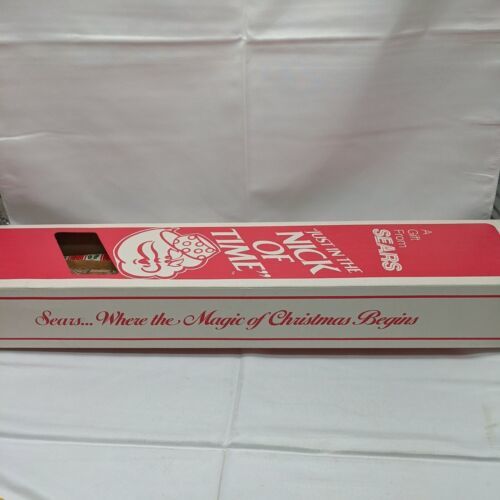 A
Gift
From
SEARS
"JUST IN THE
NICK
OF
TIME"
Sears... Where the Magic of Christmas Begins